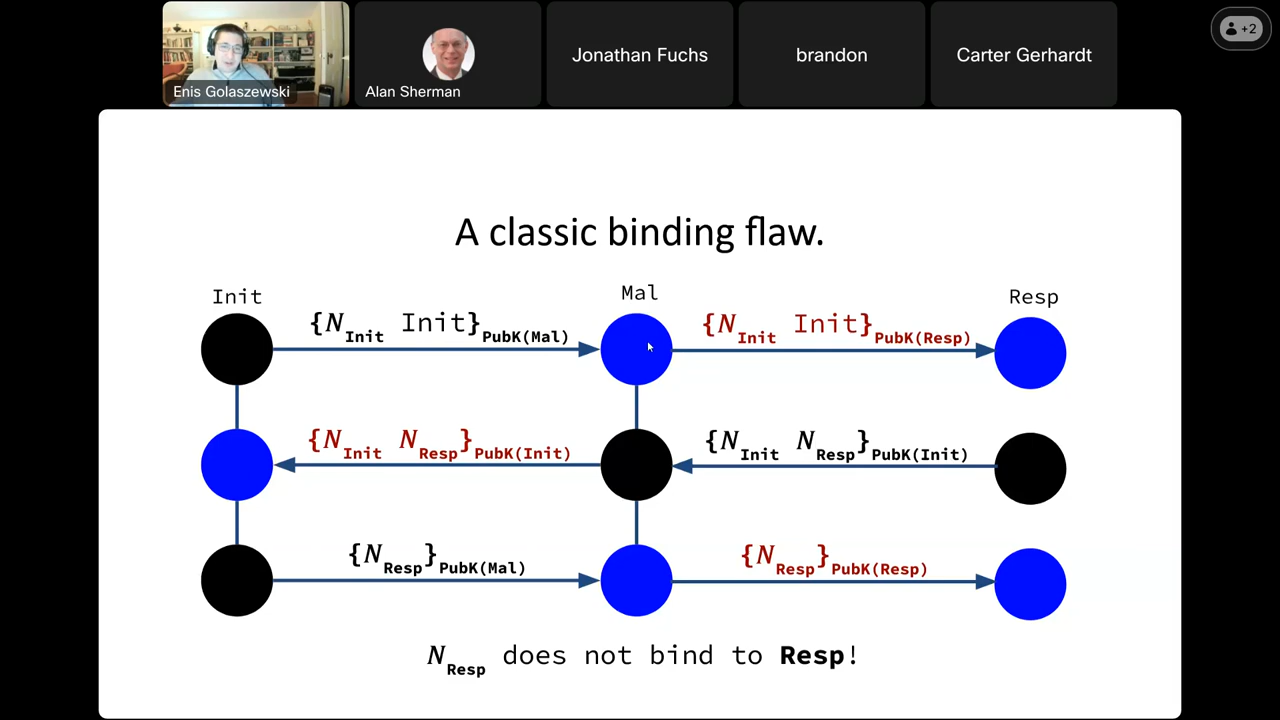 +2
Enis Golaszewski
Alan Sherman
Jonathan Fuchs
brandon
Carter Gerhardt
A classic binding flaw.
Init
Mal
Resp
{N_Init Init}_PubK(Mal)
{N_Init Init}_PubK(Resp)
{N_Init N_Resp}_PubK(Init)
{N_Init N_Resp}_PubK(Init)
{N_Resp}_PubK(Mal)
{N_Resp}_PubK(Resp)
N_Resp does not bind to Resp!